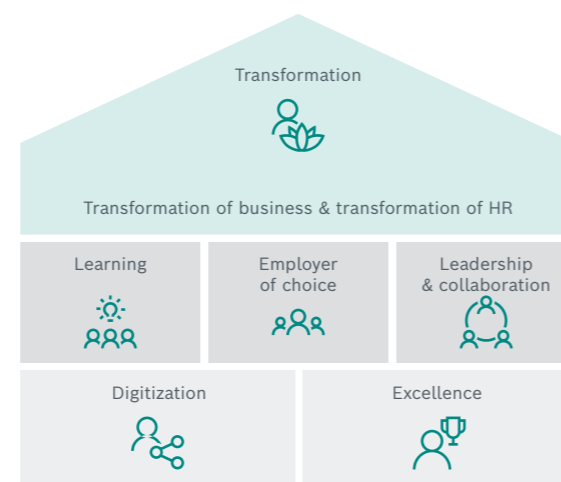 Transformation
Transformation of business & transformation of HR
Learning
Employer
of choice
Leadership
& collaboration
Digitization
Excellence